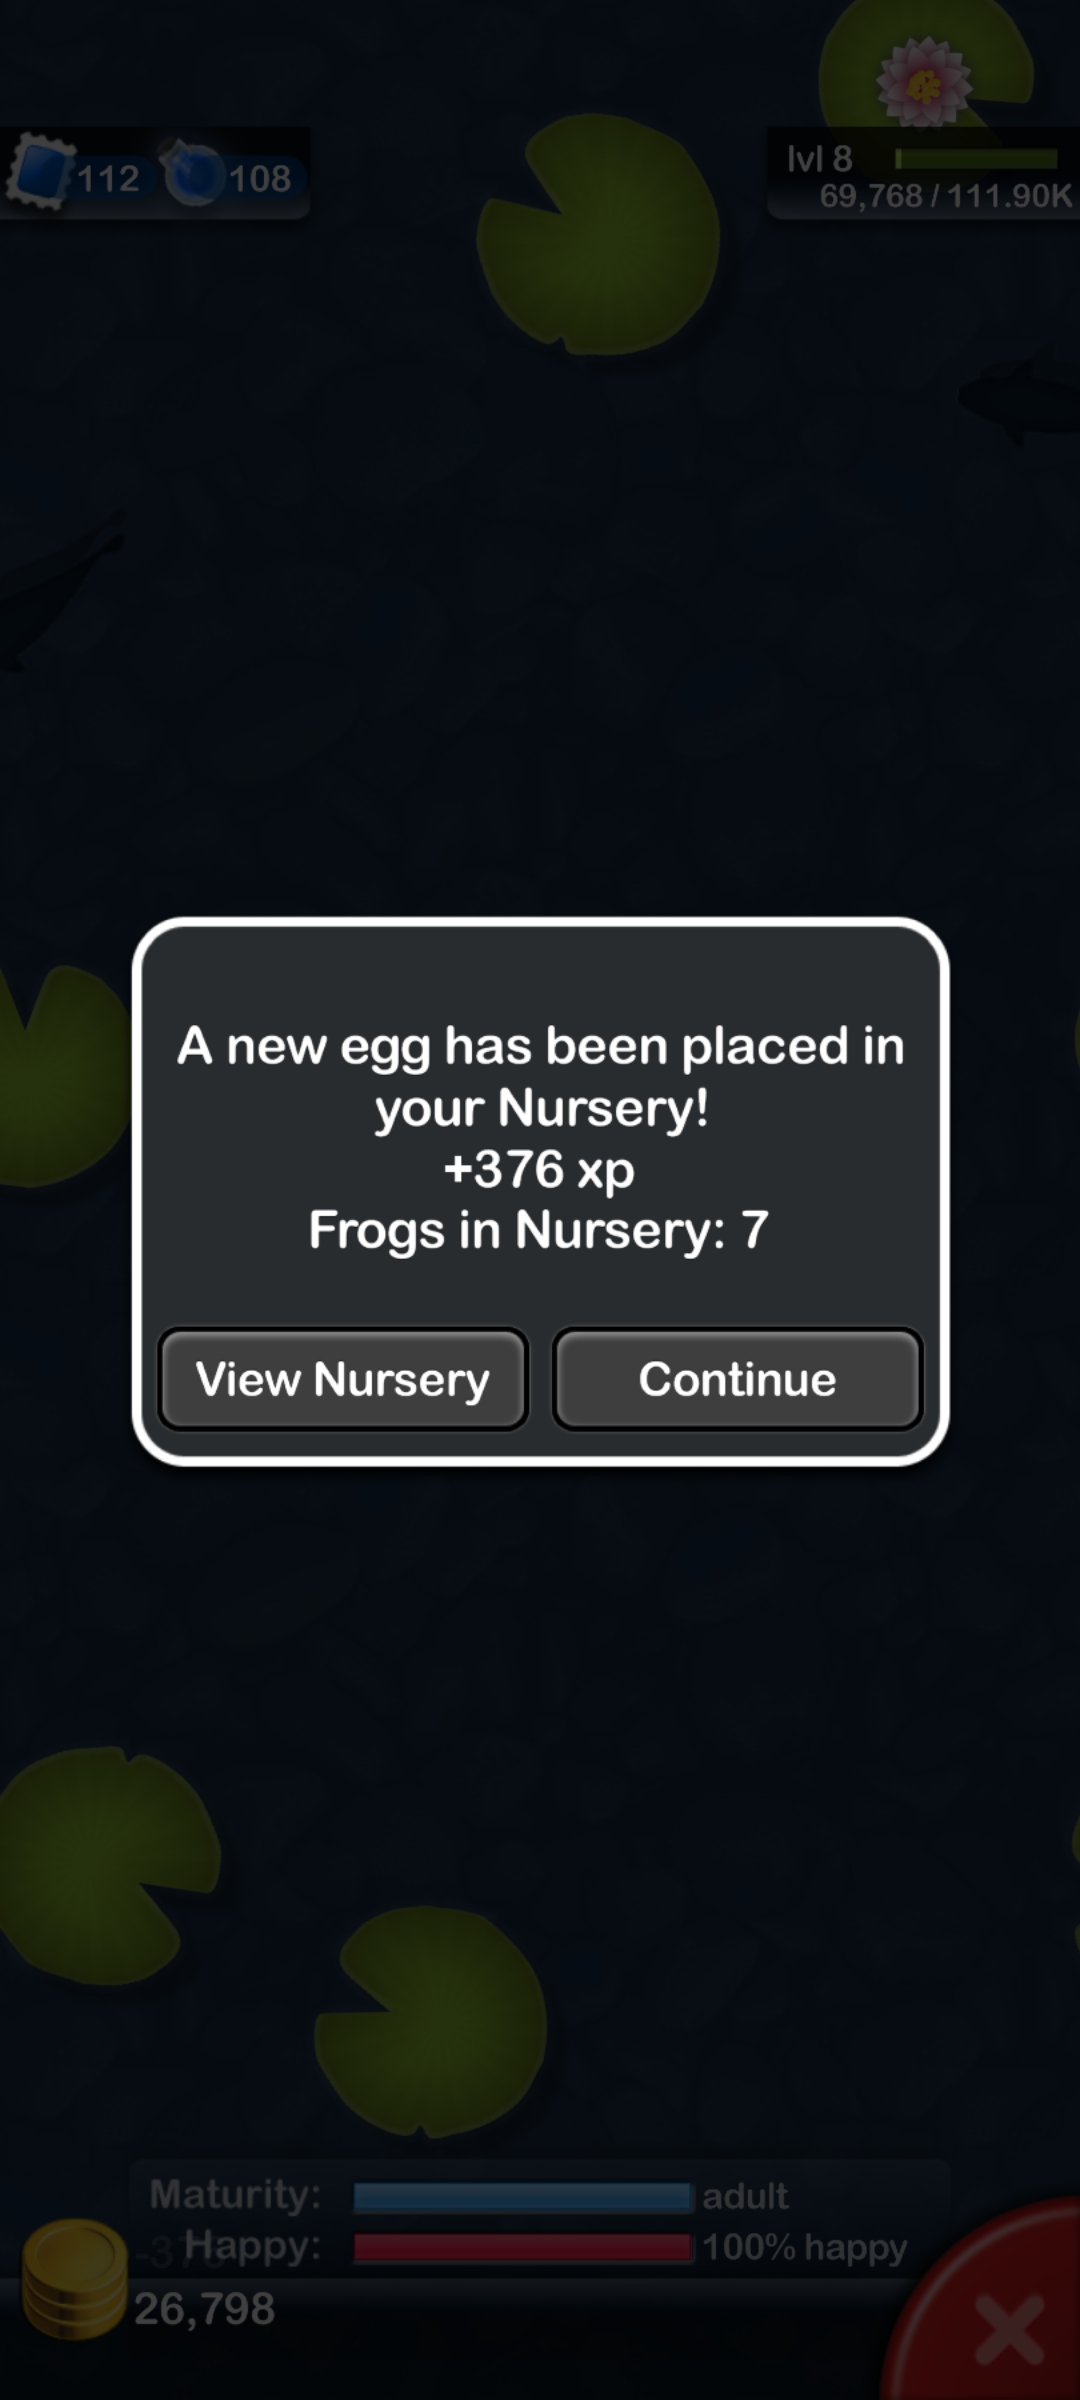 112
108
lvl 8
69,768 / 111.90K
A new egg has been placed in
your Nursery!
+376 xp
Frogs in Nursery: 7
View Nursery
Continue
Maturity:
adult
Happy:
100% happy
26,798